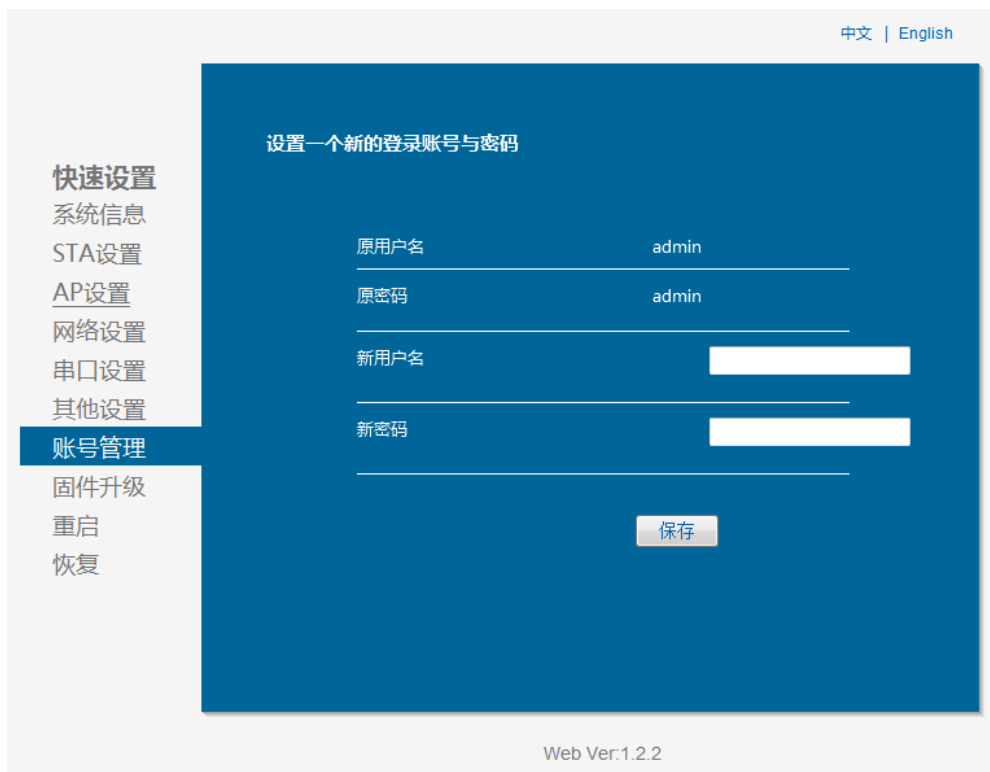 中文 | English
设置一个新的登录账号与密码
快速设置
系统信息
STA设置
AP设置
网络设置
串口设置
其他设置
账号管理
固件升级
重启
恢复
原用户名 admin
原密码 admin
新用户名
新密码
保存
Web Ver:1.2.2